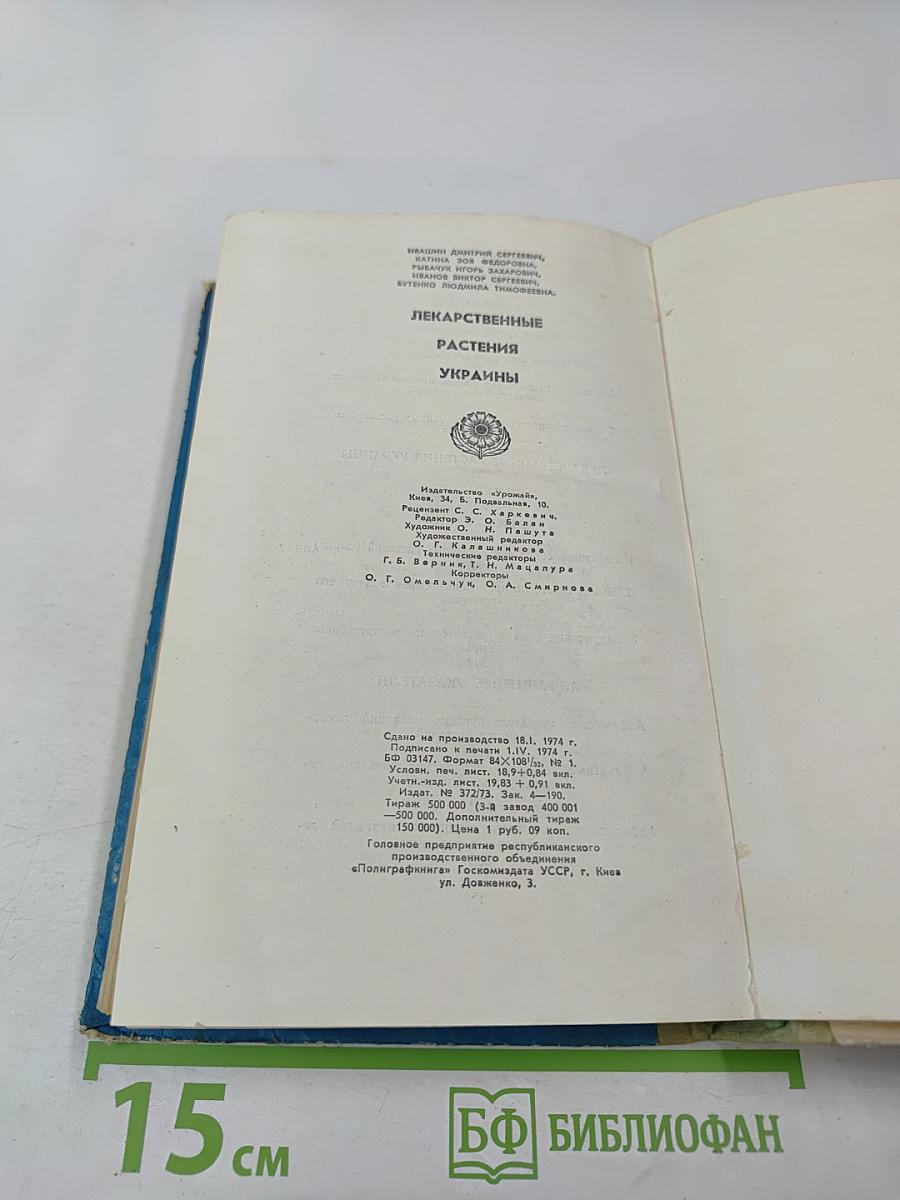 ИВАШИН ДМИТРИЙ СЕРГЕЕВИЧ,
КАТИНА ЗОЯ ФЕДОРОВНА,
РЫБАЧУК ИГОРЬ ЗАХАРОВИЧ,
ИВАНОВ ВИКТОР СЕРГЕЕВИЧ,
БУТЕНКО ЛЮДМИЛА ТИМОФЕЕВНА.
ЛЕКАРСТВЕННЫЕ
РАСТЕНИЯ
УКРАИНЫ
Издательство «Урожай»,
Киев, 34, Б. Подвальная, 10.
Рецензент С. С. Харкевич.
Редактор Э. О. Балан
Художник О. Н. Пашута
Художественный редактор
О. Г. Калашникова
Технические редакторы
Г. Б. Верник, Т. Н. Мацапура
Корректоры
О. Г. Омельчук, О. А. Смирнова
Сдано на производство 18.I. 1974 г.
Подписано к печати 1.IV. 1974 г.
БФ 03147. Формат 84×108¹/₃₂, № 1.
Условн. печ. лист. 18,9+0,84 вкл.
Учетн.-изд. лист. 19,83 + 0,91 вкл.
Издат. № 372/73. Зак. 4—190.
Тираж 500 000 (3-й завод 400 001
—500 000. Дополнительный тираж
150 000). Цена 1 руб. 09 коп.
Головное предприятие республиканского
производственного объединения
«Полиграфкнига» Госкомиздата УССР, г. Киев
ул. Довженко, 3.
15 см
БФ БИБЛИОФАН